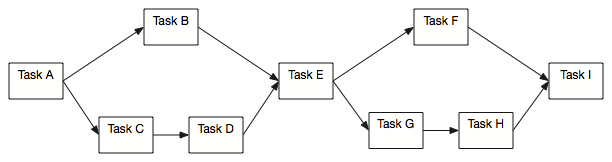 Task A
Task B
Task C
Task D
Task E
Task F
Task G
Task H
Task I